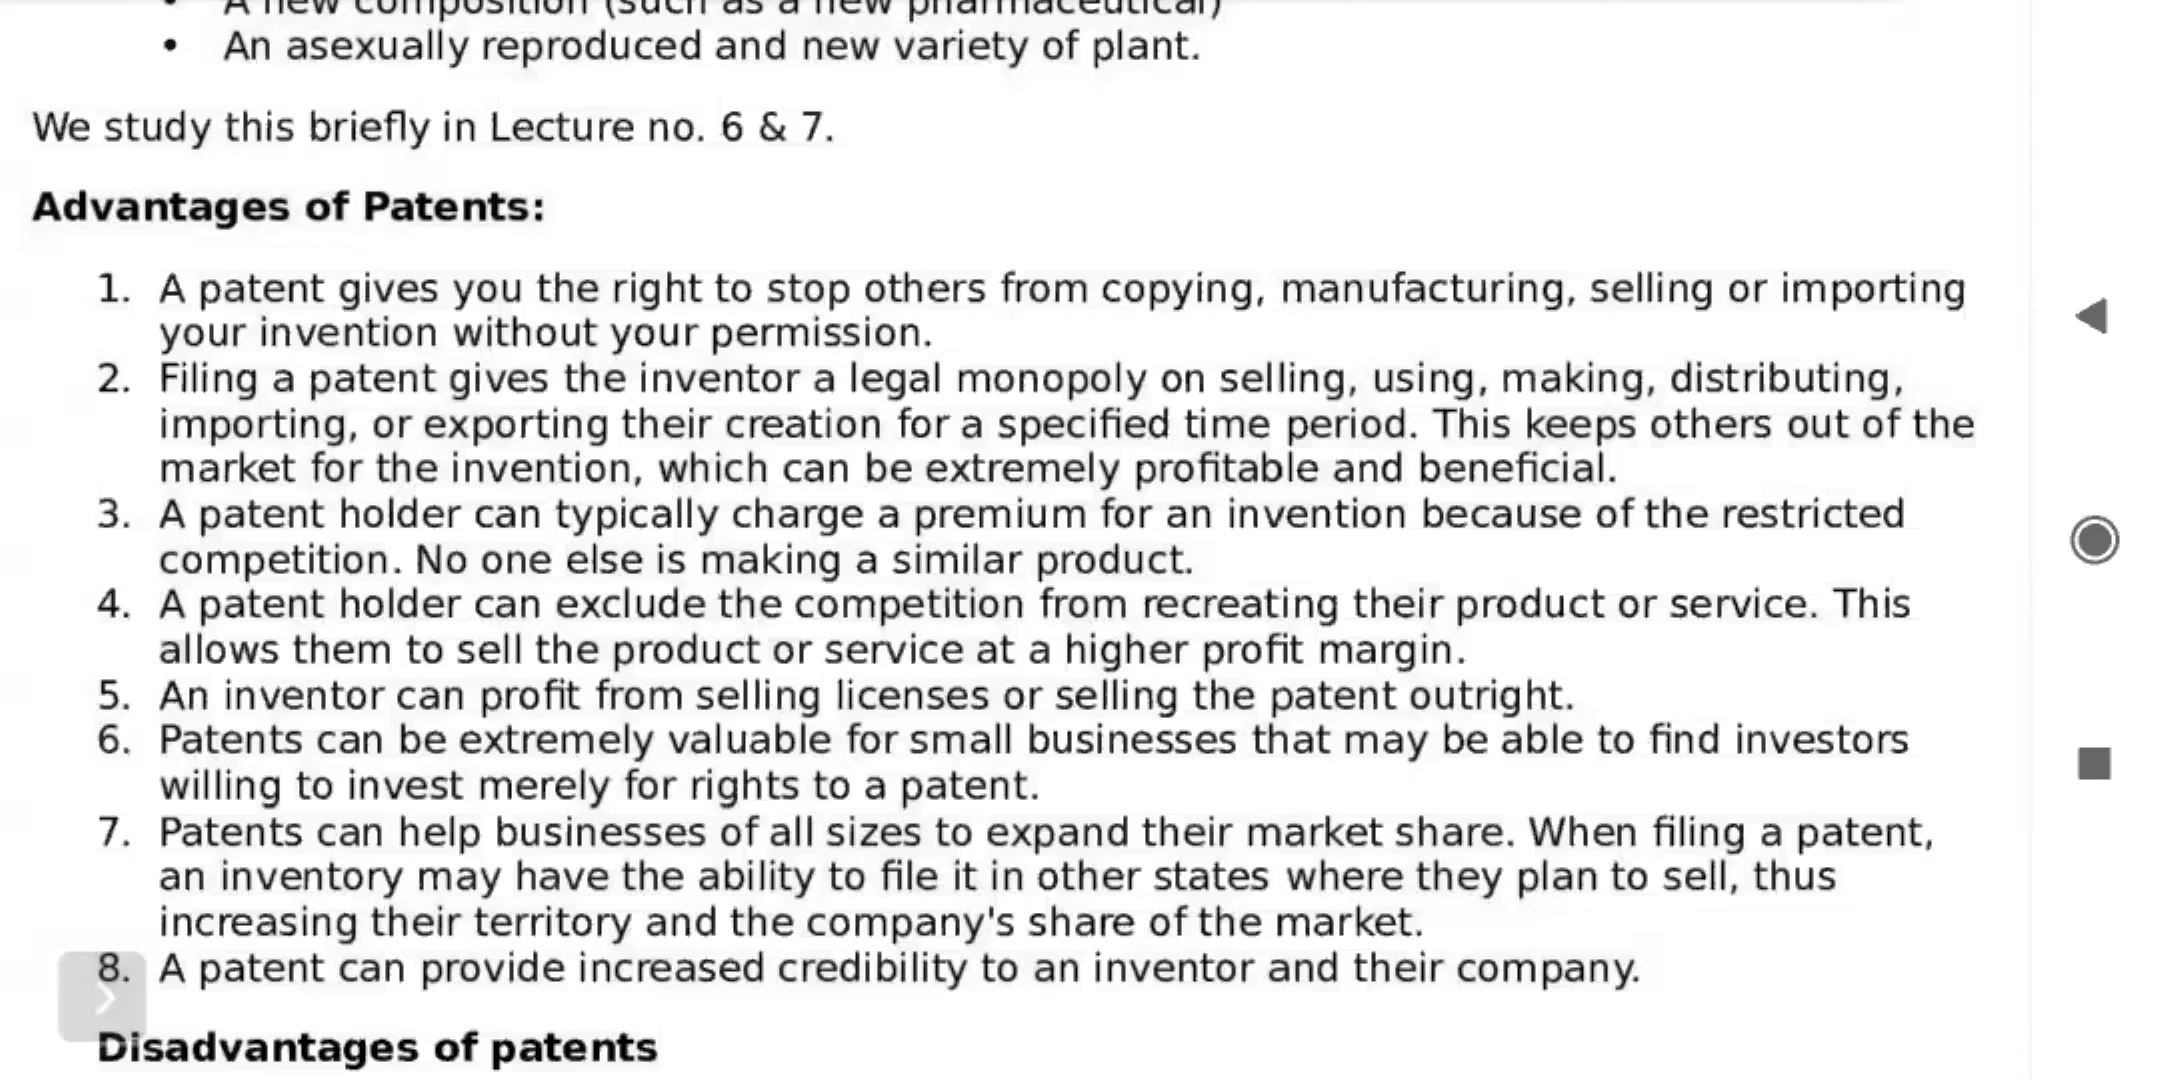 • A new composition (such as a new pharmaceutical)
• An asexually reproduced and new variety of plant.
We study this briefly in Lecture no. 6 & 7.
Advantages of Patents:
1. A patent gives you the right to stop others from copying, manufacturing, selling or importing
your invention without your permission.
2. Filing a patent gives the inventor a legal monopoly on selling, using, making, distributing,
importing, or exporting their creation for a specified time period. This keeps others out of the
market for the invention, which can be extremely profitable and beneficial.
3. A patent holder can typically charge a premium for an invention because of the restricted
competition. No one else is making a similar product.
4. A patent holder can exclude the competition from recreating their product or service. This
allows them to sell the product or service at a higher profit margin.
5. An inventor can profit from selling licenses or selling the patent outright.
6. Patents can be extremely valuable for small businesses that may be able to find investors
willing to invest merely for rights to a patent.
7. Patents can help businesses of all sizes to expand their market share. When filing a patent,
an inventory may have the ability to file it in other states where they plan to sell, thus
increasing their territory and the company's share of the market.
8. A patent can provide increased credibility to an inventor and their company.
Disadvantages of patents